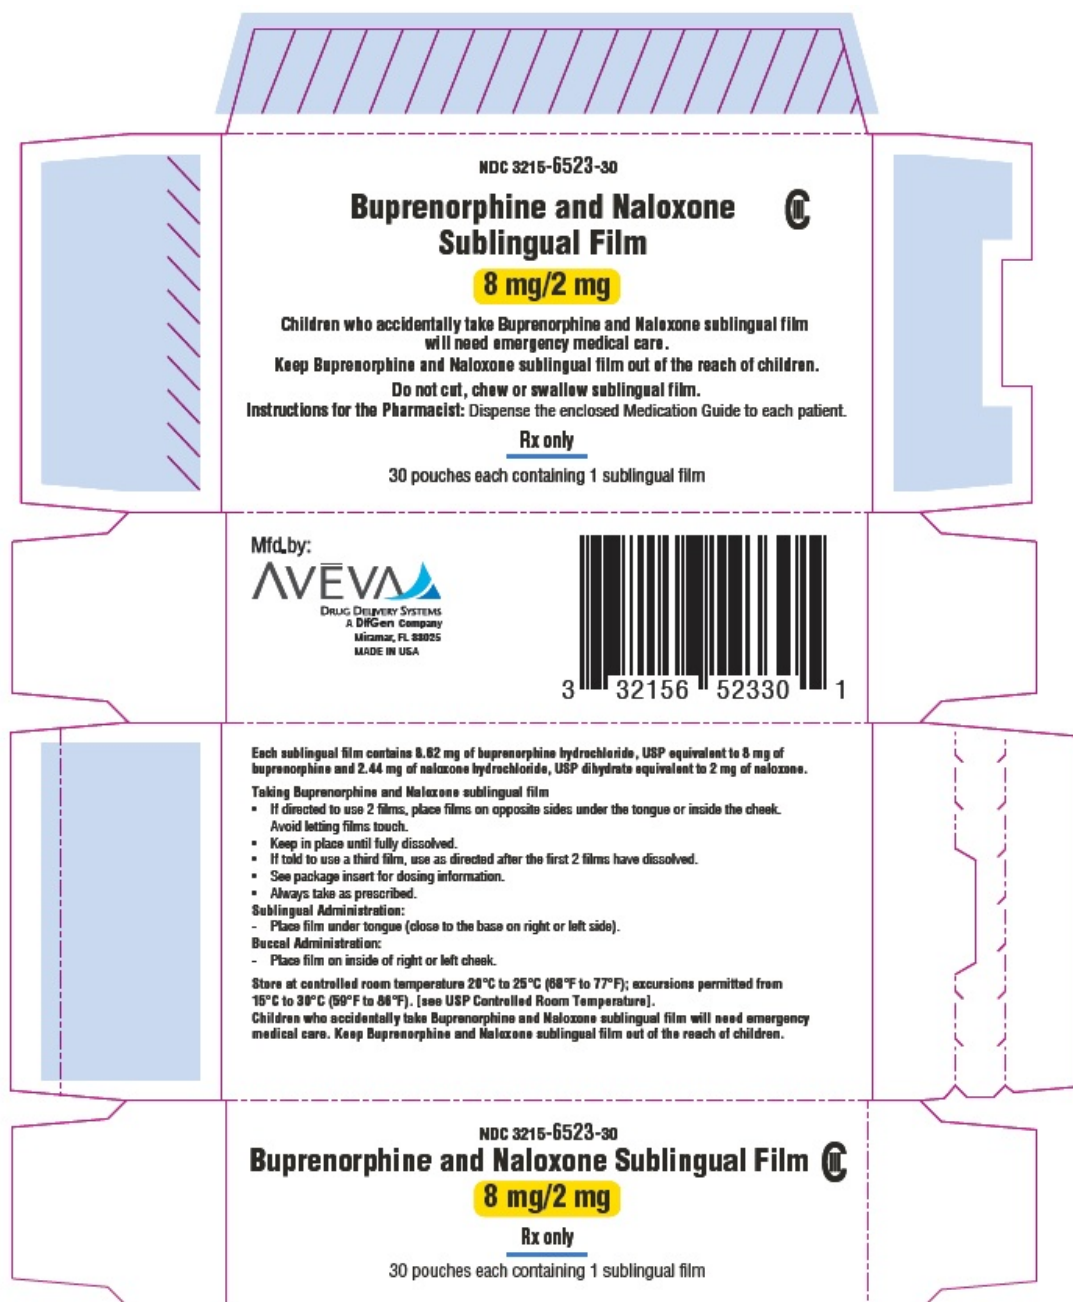 NDC 3215-6523-30
Buprenorphine and Naloxone
CIII
Sublingual Film
8 mg/2 mg
Children who accidentally take Buprenorphine and Naloxone sublingual film
will need emergency medical care.
Keep Buprenorphine and Naloxone sublingual film out of the reach of children.
Do not cut, chew or swallow sublingual film.
Instructions for the Pharmacist: Dispense the enclosed Medication Guide to each patient.
Rx only
30 pouches each containing 1 sublingual film
Mfd.by:
AVĒVA
DRUG DELIVERY SYSTEMS
A DifGen Company
Miramar, FL 33025
MADE IN USA
3 32156 52330 1
Each sublingual film contains 8.62 mg of buprenorphine hydrochloride, USP equivalent to 8 mg of
buprenorphine and 2.44 mg of naloxone hydrochloride, USP dihydrate equivalent to 2 mg of naloxone.
Taking Buprenorphine and Naloxone sublingual film
▪ If directed to use 2 films, place films on opposite sides under the tongue or inside the cheek.
Avoid letting films touch.
▪ Keep in place until fully dissolved.
▪ If told to use a third film, use as directed after the first 2 films have dissolved.
▪ See package insert for dosing information.
▪ Always take as prescribed.
Sublingual Administration:
- Place film under tongue (close to the base on right or left side).
Buccal Administration:
- Place film on inside of right or left cheek.
Store at controlled room temperature 20°C to 25°C (68°F to 77°F); excursions permitted from
15°C to 30°C (59°F to 86°F). [see USP Controlled Room Temperature].
Children who accidentally take Buprenorphine and Naloxone sublingual film will need emergency
medical care. Keep Buprenorphine and Naloxone sublingual film out of the reach of children.
NDC 3215-6523-30
Buprenorphine and Naloxone Sublingual Film CIII
8 mg/2 mg
Rx only
30 pouches each containing 1 sublingual film